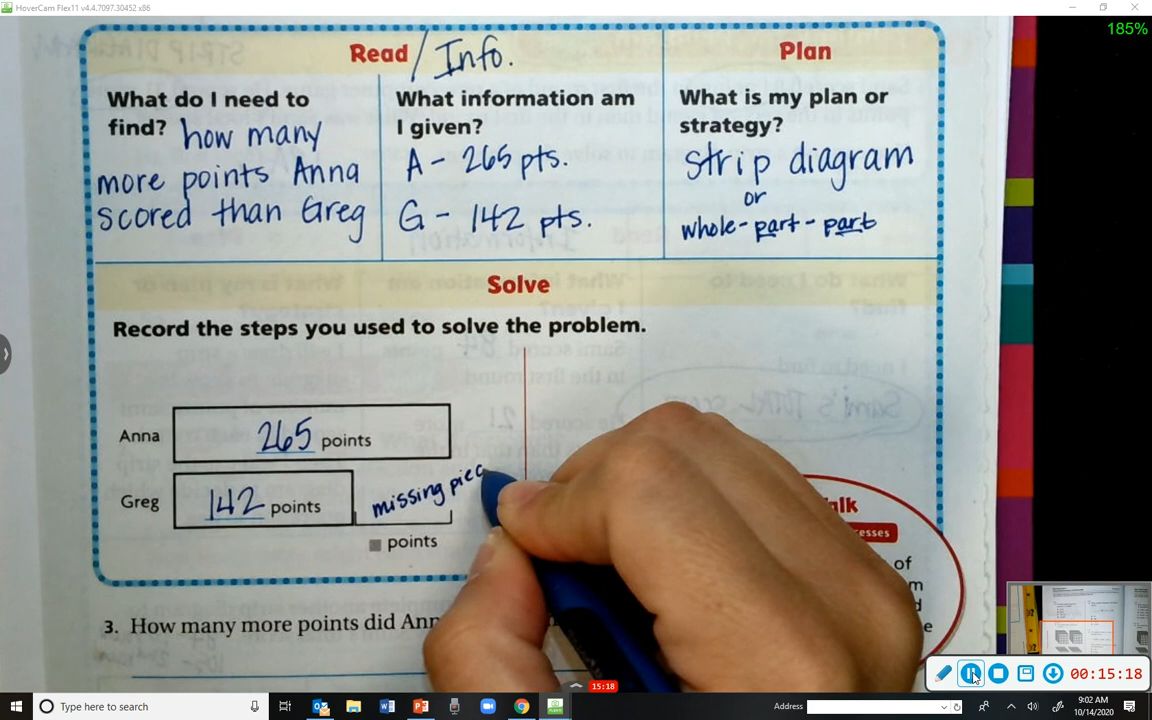 HoverCam Flex11 v4.4.7097.30452 x86
185%
Read / Info.
Plan
What do I need to
find? how many
more points Anna
scored than Greg
What information am
I given?
A - 265 pts.
G - 142 pts.
What is my plan or
strategy?
strip diagram
or
whole-part-part
Solve
Record the steps you used to solve the problem.
Anna 265 points
Greg 142 points missing piec
points
alk
esses
of
m
d
e
3. How many more points did Ann
00:15:18
15:18
Type here to search
Address
9:02 AM
10/14/2020